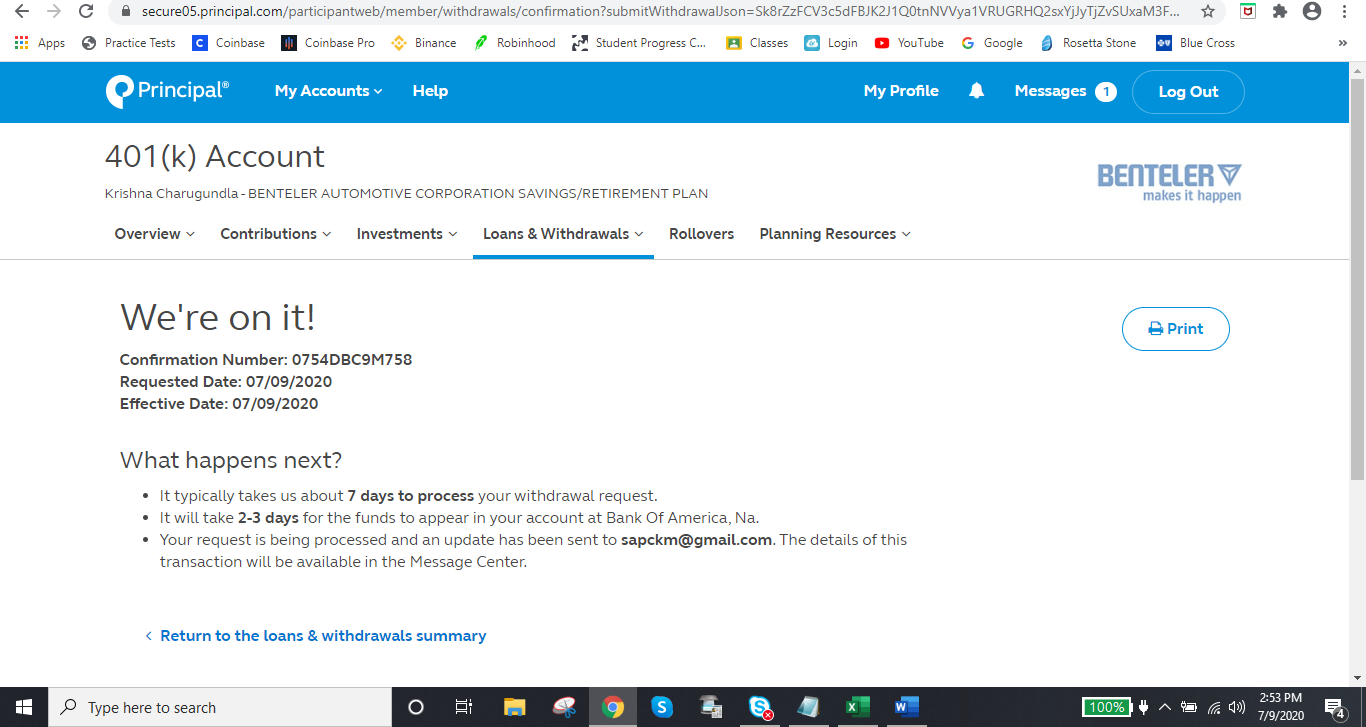 secure05.principal.com/participantweb/member/withdrawals/confirmation?submitWithdrawalJson=Sk8rZzFCV3c5dFBJK2J1Q0tnNVVya1VRUGRHQ2sxYjJyTjZvSUxaM3F...
Apps Practice Tests Coinbase Coinbase Pro Binance Robinhood Student Progress C... Classes Login YouTube Google Rosetta Stone Blue Cross »
Principal® My Accounts Help My Profile Messages 1 Log Out
401(k) Account
Krishna Charugundla - BENTELER AUTOMOTIVE CORPORATION SAVINGS/RETIREMENT PLAN
BENTELER
makes it happen
Overview Contributions Investments Loans & Withdrawals Rollovers Planning Resources
We're on it!
Print
Confirmation Number: 0754DBC9M758
Requested Date: 07/09/2020
Effective Date: 07/09/2020
What happens next?
• It typically takes us about 7 days to process your withdrawal request.
• It will take 2-3 days for the funds to appear in your account at Bank Of America, Na.
• Your request is being processed and an update has been sent to sapckm@gmail.com. The details of this
transaction will be available in the Message Center.
< Return to the loans & withdrawals summary
Type here to search
100%
2:53 PM
7/9/2020
4